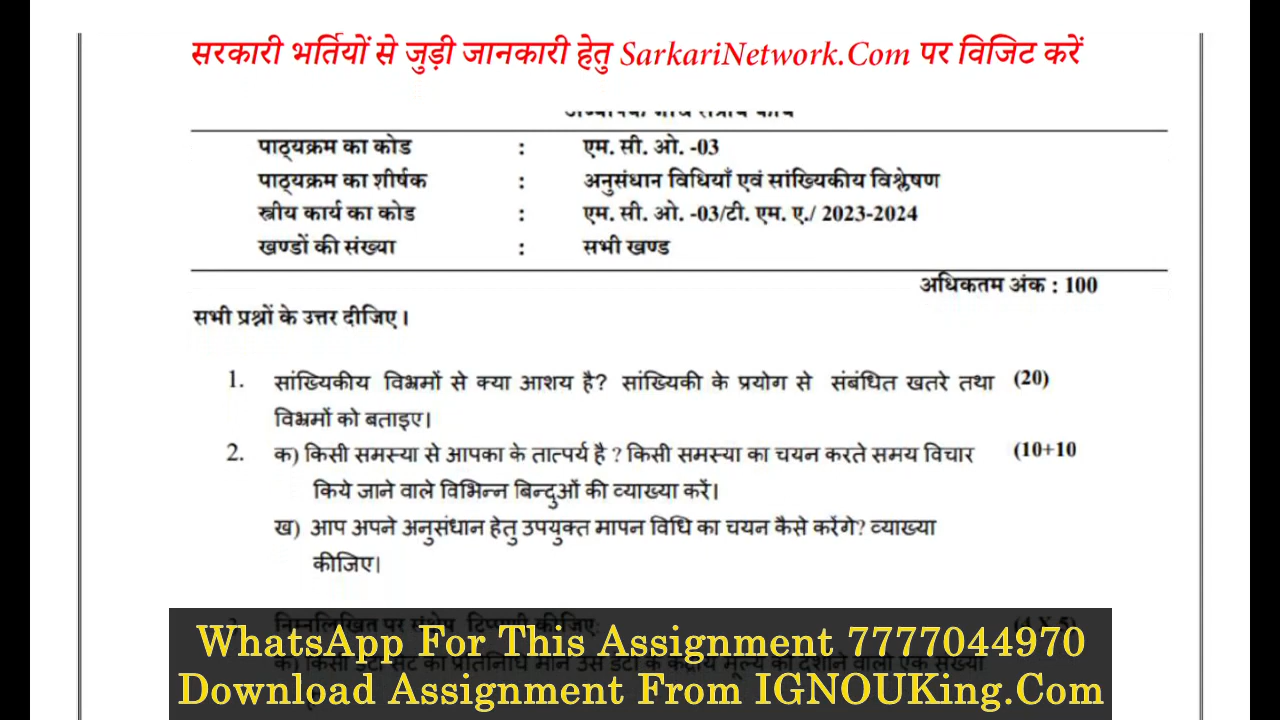 सरकारी भर्तियों से जुड़ी जानकारी हेतु SarkariNetwork.Com पर विजिट करें
पाठ्यक्रम का कोड : एम. सी. ओ. -03
पाठ्यक्रम का शीर्षक : अनुसंधान विधियाँ एवं सांख्यिकीय विश्लेषण
स्त्रीय कार्य का कोड : एम. सी. ओ. -03/टी. एम. ए./ 2023-2024
खण्डों की संख्या : सभी खण्ड
अधिकतम अंक : 100
सभी प्रश्नों के उत्तर दीजिए।
1. सांख्यिकीय विभ्रमों से क्या आशय है? सांख्यिकी के प्रयोग से संबंधित खतरे तथा (20)
विभ्रमों को बताइए।
2. क) किसी समस्या से आपका के तात्पर्य है ? किसी समस्या का चयन करते समय विचार (10+10
किये जाने वाले विभिन्न बिन्दुओं की व्याख्या करें।
ख) आप अपने अनुसंधान हेतु उपयुक्त मापन विधि का चयन कैसे करेंगे? व्याख्या
कीजिए।
WhatsApp For This Assignment 7777044970
Download Assignment From IGNOUKing.Com